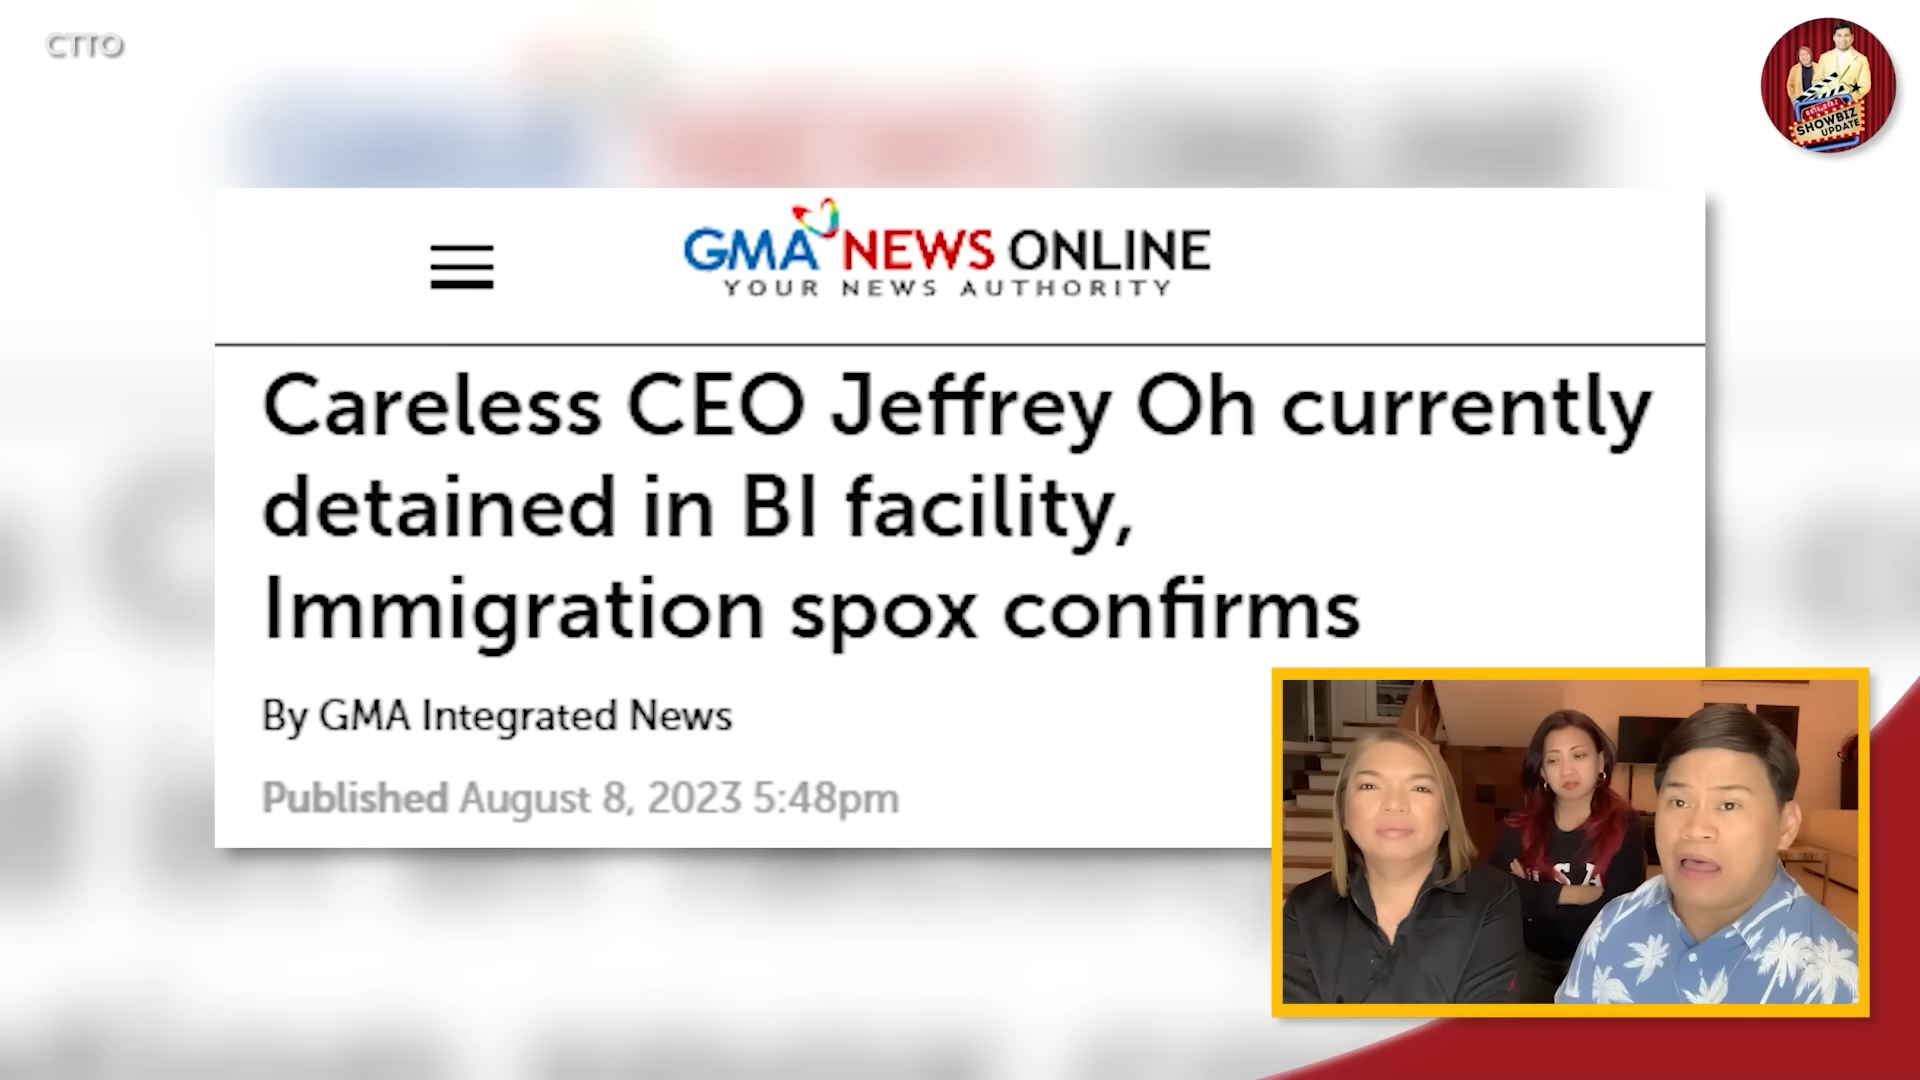 CTTO
SHOWBIZ
UPDATE
GMA NEWS ONLINE
YOUR NEWS AUTHORITY
Careless CEO Jeffrey Oh currently
detained in BI facility,
Immigration spox confirms
By GMA Integrated News
Published August 8, 2023 5:48pm